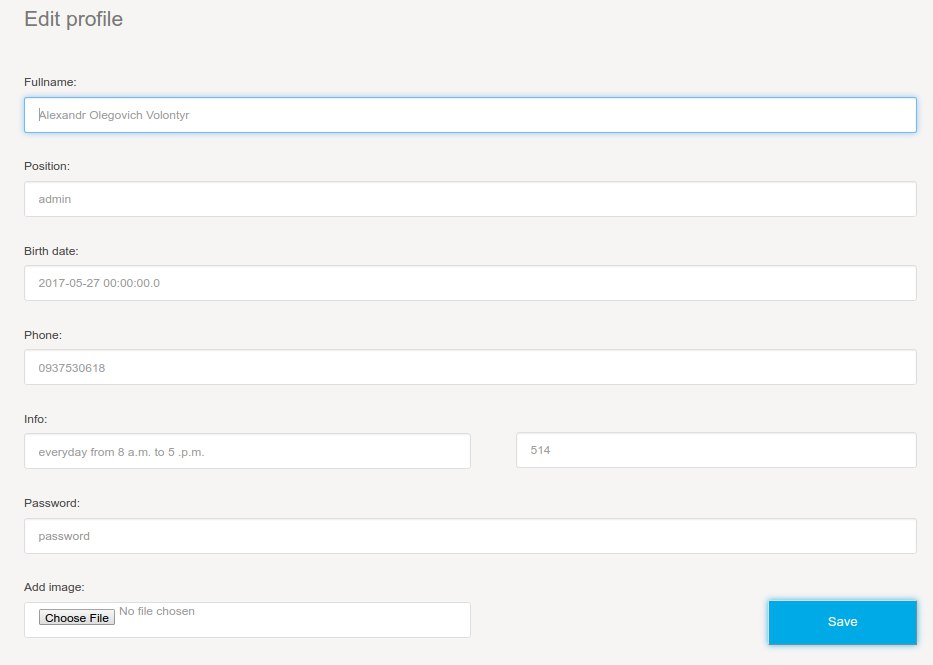 Edit profile
Fullname:
Alexandr Olegovich Volontyr
Position:
admin
Birth date:
2017-05-27 00:00:00.0
Phone:
0937530618
Info:
everyday from 8 a.m. to 5 .p.m.
514
Password:
password
Add image:
Choose File No file chosen
Save